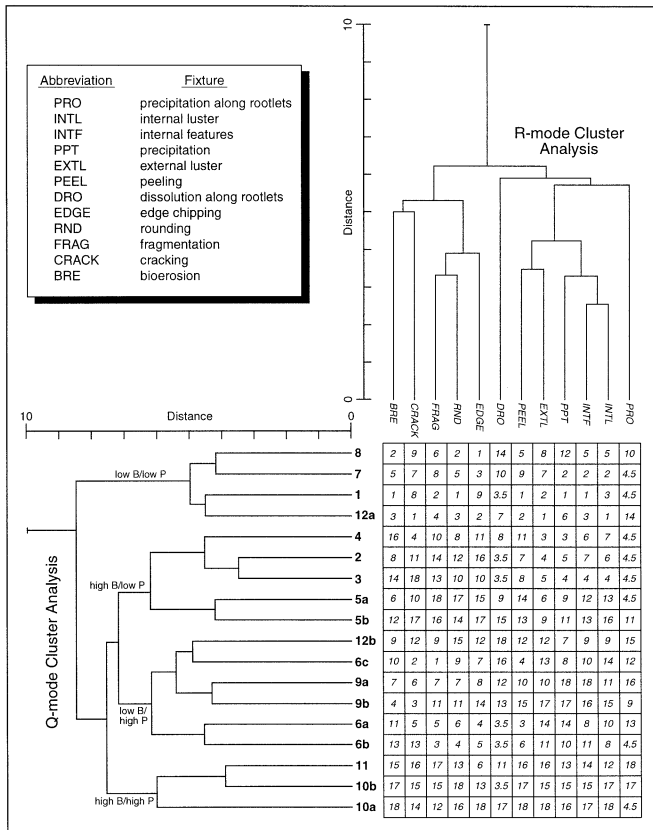 Abbreviation Fixture
PRO precipitation along rootlets
INTL internal luster
INTF internal features
PPT precipitation
EXTL external luster
PEEL peeling
DRO dissolution along rootlets
EDGE edge chipping
RND rounding
FRAG fragmentation
CRACK cracking
BRE bioerosion
10
Distance
0
R-mode Cluster
Analysis
BRE CRACK FRAG RND EDGE DRO PEEL EXTL PPT INTF INTL PRO
10 Distance 0
Q-mode Cluster Analysis
low B/low P
high B/low P
low B/
high P
high B/high P
8 2 9 6 2 1 14 5 8 12 5 5 10
7 5 7 8 5 3 10 9 7 2 2 2 4.5
1 1 8 2 1 9 3.5 1 2 1 1 3 4.5
12a 3 1 4 3 2 7 2 1 6 3 1 14
4 16 4 10 8 11 8 11 3 3 6 7 4.5
2 8 11 14 12 16 3.5 7 4 5 7 6 4.5
3 14 18 13 10 10 3.5 8 5 4 4 4 4.5
5a 6 10 18 17 15 9 14 6 9 12 13 4.5
5b 12 17 16 14 17 15 13 9 11 13 16 11
12b 9 12 9 15 12 18 12 12 7 9 9 15
6c 10 2 1 9 7 16 4 13 8 10 14 12
9a 7 6 7 7 8 12 10 10 18 18 11 16
9b 4 3 11 11 14 13 15 17 17 16 15 9
6a 11 5 5 6 4 3.5 3 14 14 8 10 13
6b 13 13 3 4 5 3.5 6 11 10 11 8 4.5
11 15 16 17 13 6 11 16 16 13 14 12 18
10b 17 15 15 18 13 3.5 17 15 15 15 17 17
10a 18 14 12 16 18 17 18 18 16 17 18 4.5